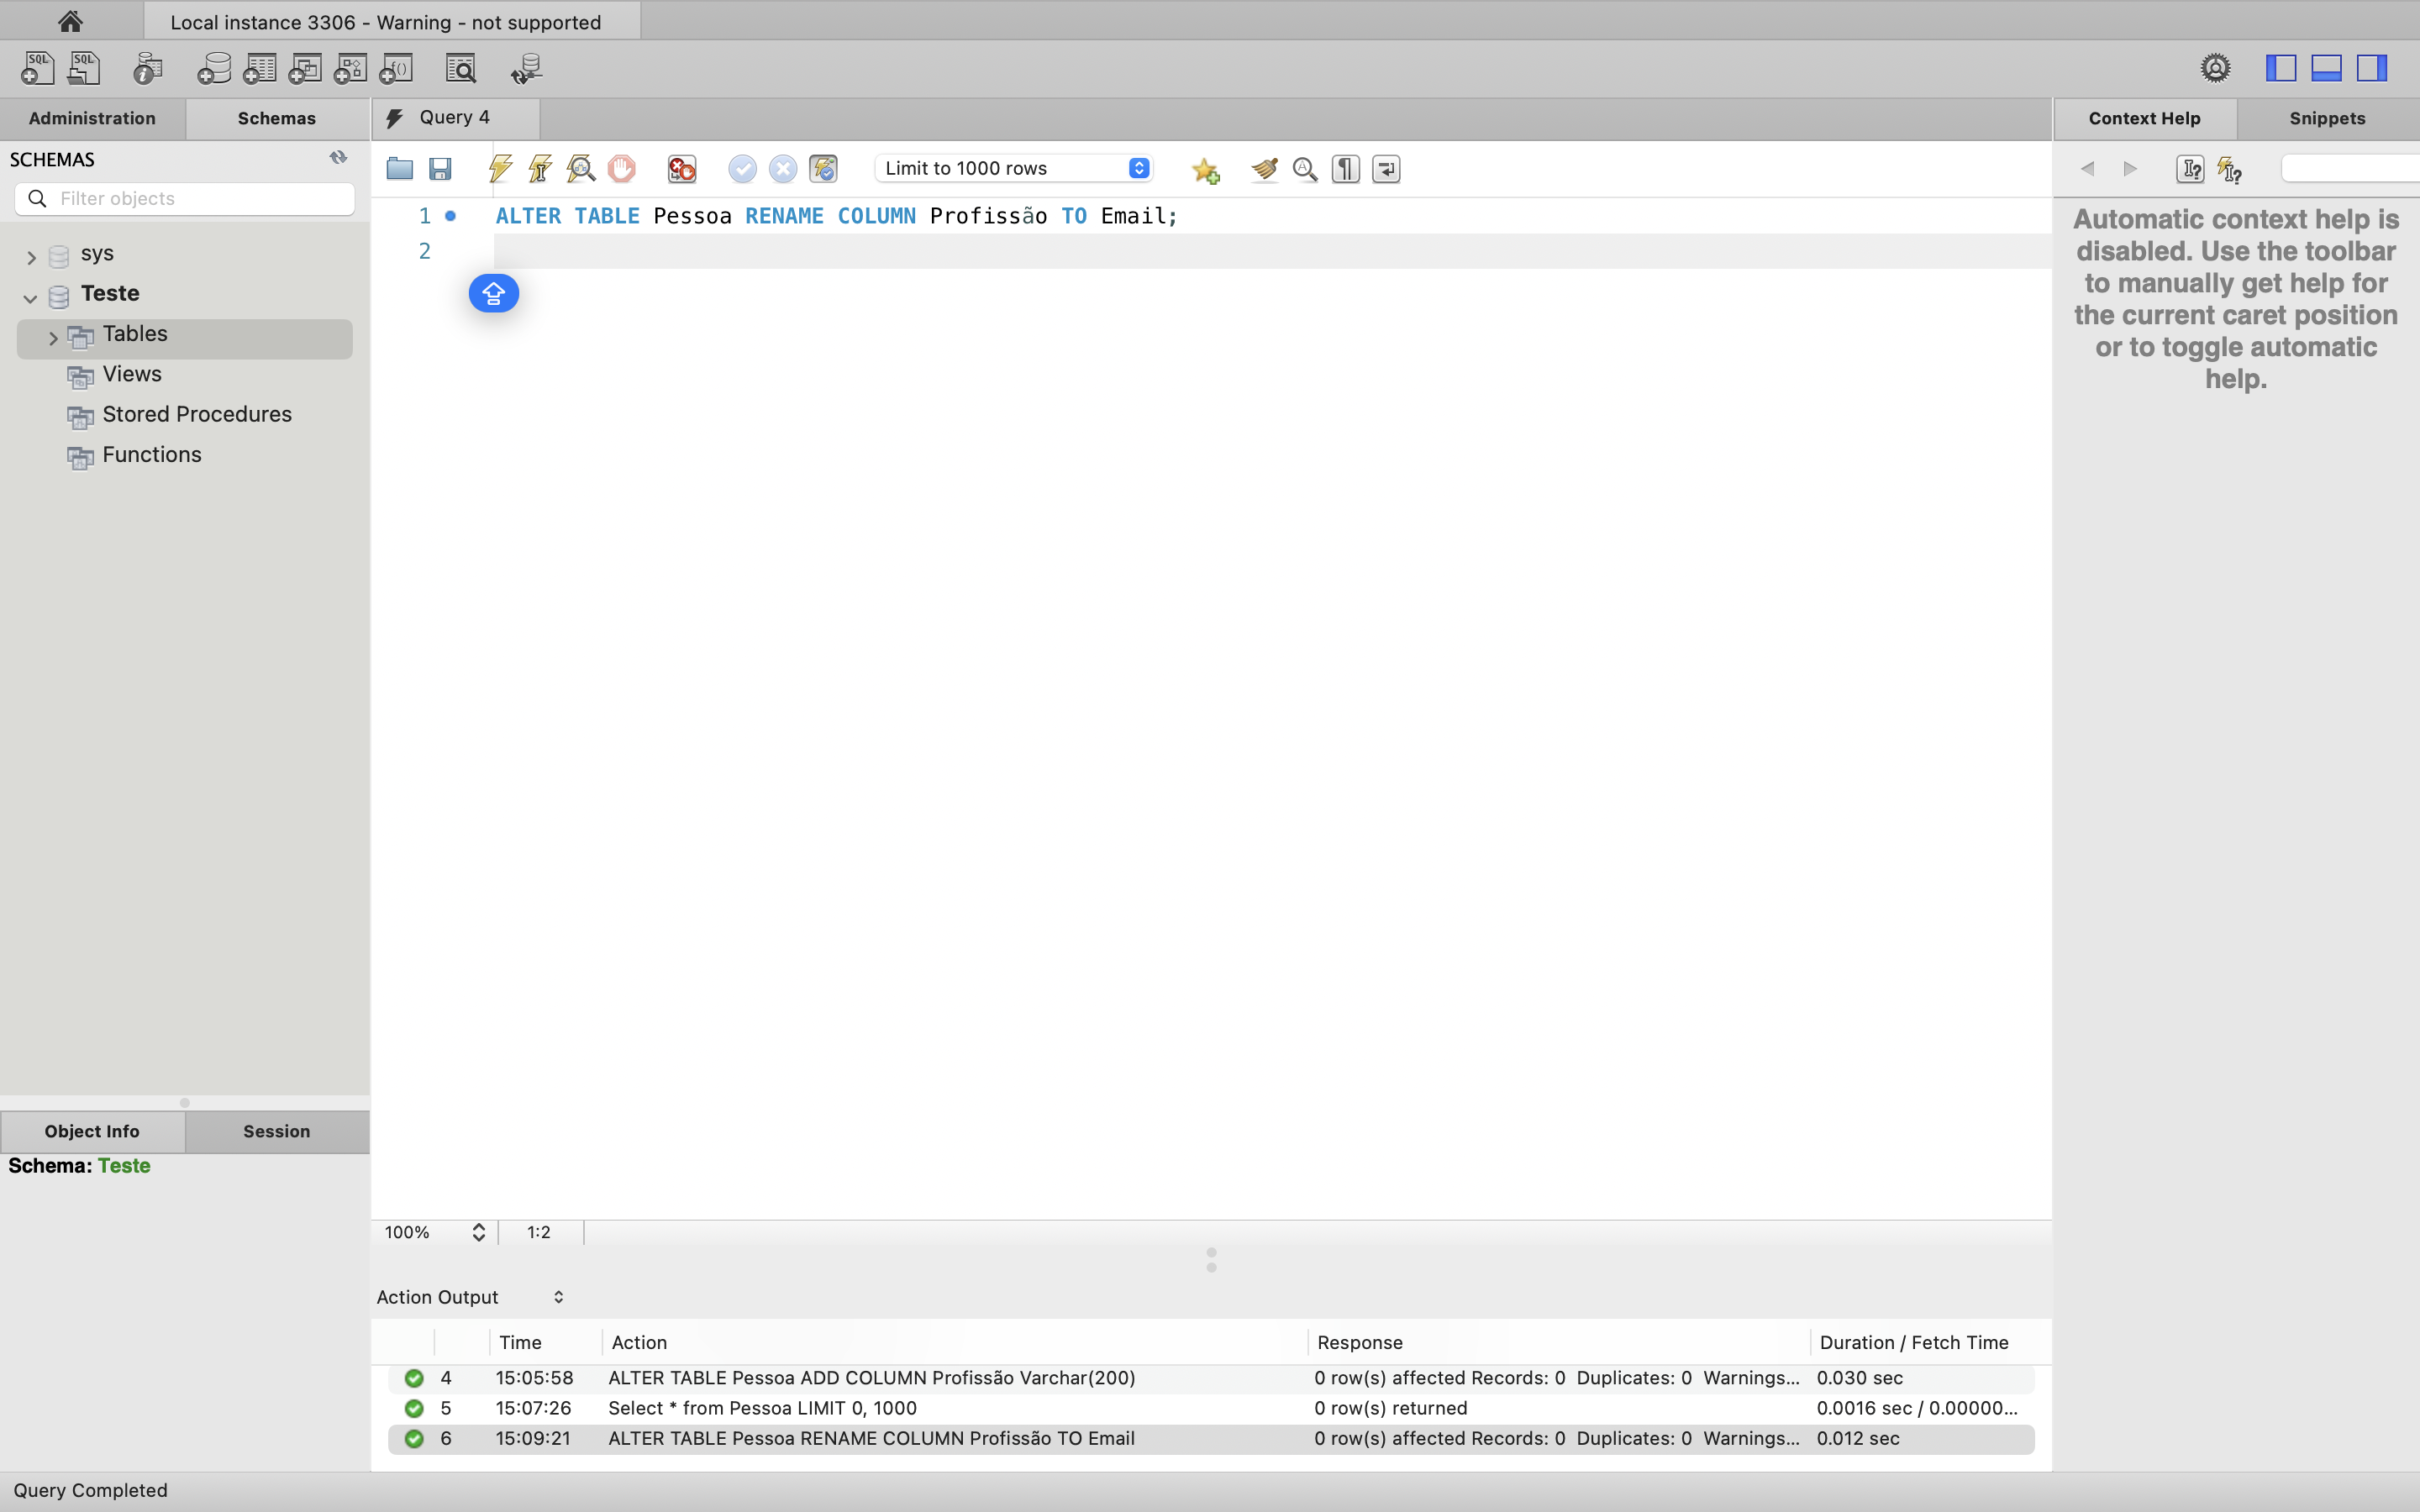 Local instance 3306 - Warning - not supported
Administration
Schemas
Query 4
Context Help
Snippets
SCHEMAS
Filter objects
Limit to 1000 rows
1 ALTER TABLE Pessoa RENAME COLUMN Profissão TO Email;
2
sys
Teste
Tables
Views
Stored Procedures
Functions
Automatic context help is
disabled. Use the toolbar
to manually get help for
the current caret position
or to toggle automatic
help.
Object Info
Session
Schema: Teste
100%
1:2
Action Output
Time Action Response Duration / Fetch Time
4 15:05:58 ALTER TABLE Pessoa ADD COLUMN Profissão Varchar(200) 0 row(s) affected Records: 0 Duplicates: 0 Warnings... 0.030 sec
5 15:07:26 Select * from Pessoa LIMIT 0, 1000 0 row(s) returned 0.0016 sec / 0.00000...
6 15:09:21 ALTER TABLE Pessoa RENAME COLUMN Profissão TO Email 0 row(s) affected Records: 0 Duplicates: 0 Warnings... 0.012 sec
Query Completed